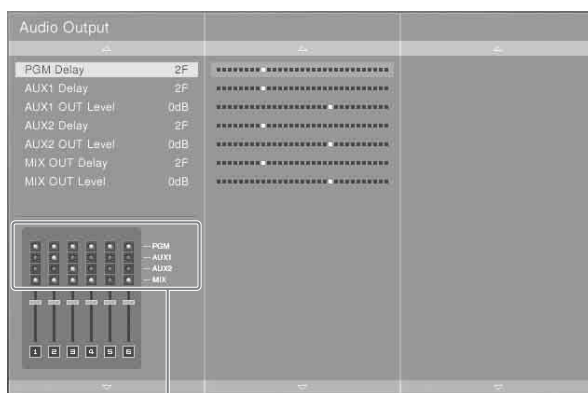 Audio Output
PGM Delay 2F
AUX1 Delay 2F
AUX1 OUT Level 0dB
AUX2 Delay 2F
AUX2 OUT Level 0dB
MIX OUT Delay 2F
MIX OUT Level 0dB
PGM
AUX1
AUX2
MIX
1 2 3 4 5 6